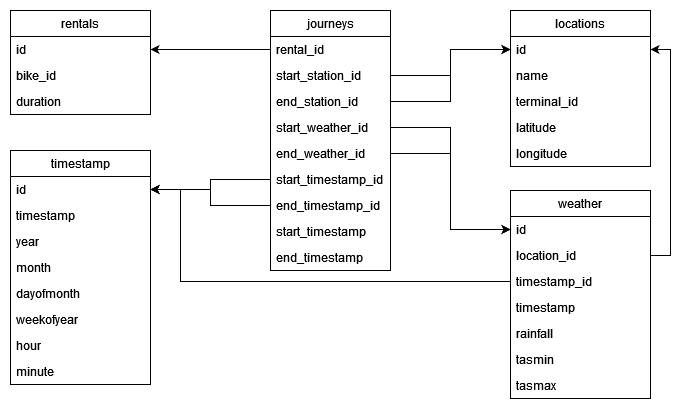 rentals
id
bike_id
duration
journeys
rental_id
start_station_id
end_station_id
start_weather_id
end_weather_id
start_timestamp_id
end_timestamp_id
start_timestamp
end_timestamp
locations
id
name
terminal_id
latitude
longitude
timestamp
id
timestamp
year
month
dayofmonth
weekofyear
hour
minute
weather
id
location_id
timestamp_id
timestamp
rainfall
tasmin
tasmax